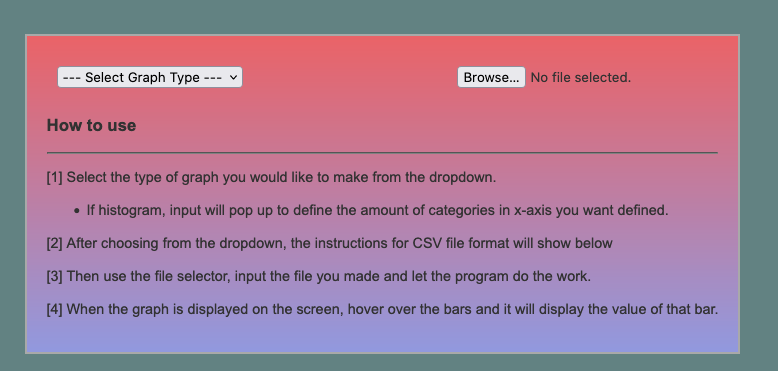 --- Select Graph Type ---
Browse... No file selected.
How to use
[1] Select the type of graph you would like to make from the dropdown.
• If histogram, input will pop up to define the amount of categories in x-axis you want defined.
[2] After choosing from the dropdown, the instructions for CSV file format will show below
[3] Then use the file selector, input the file you made and let the program do the work.
[4] When the graph is displayed on the screen, hover over the bars and it will display the value of that bar.